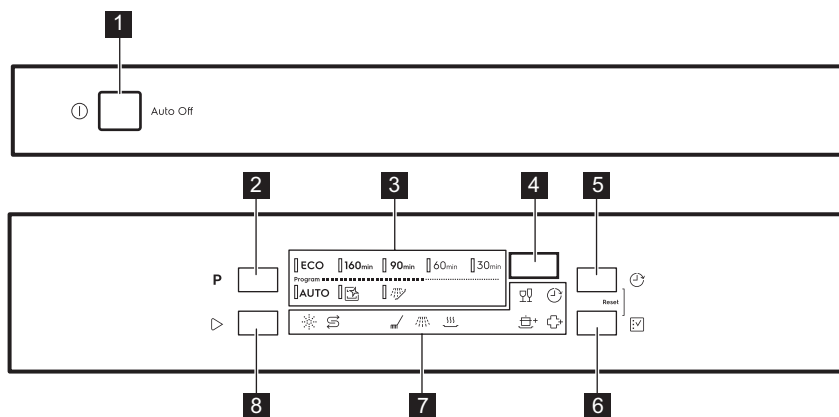 1
Auto Off
2 3 4 5
ECO 160min 90min 60min 30min
P
Program
AUTO
Reset
8 7 6